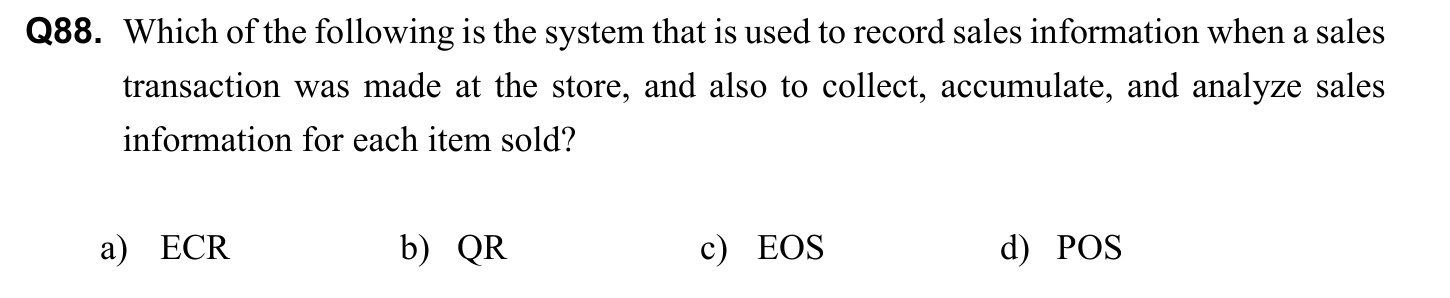 Q88. Which of the following is the system that is used to record sales information when a sales
transaction was made at the store, and also to collect, accumulate, and analyze sales
information for each item sold?
a) ECR b) QR c) EOS d) POS